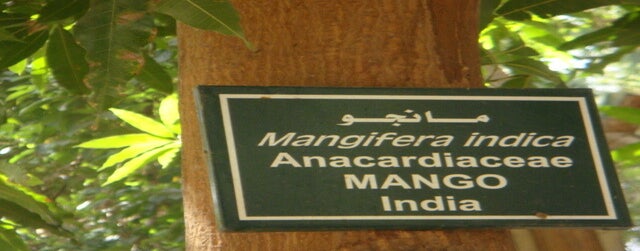 مانجو
Mangifera indica
Anacardiaceae
MANGO
India